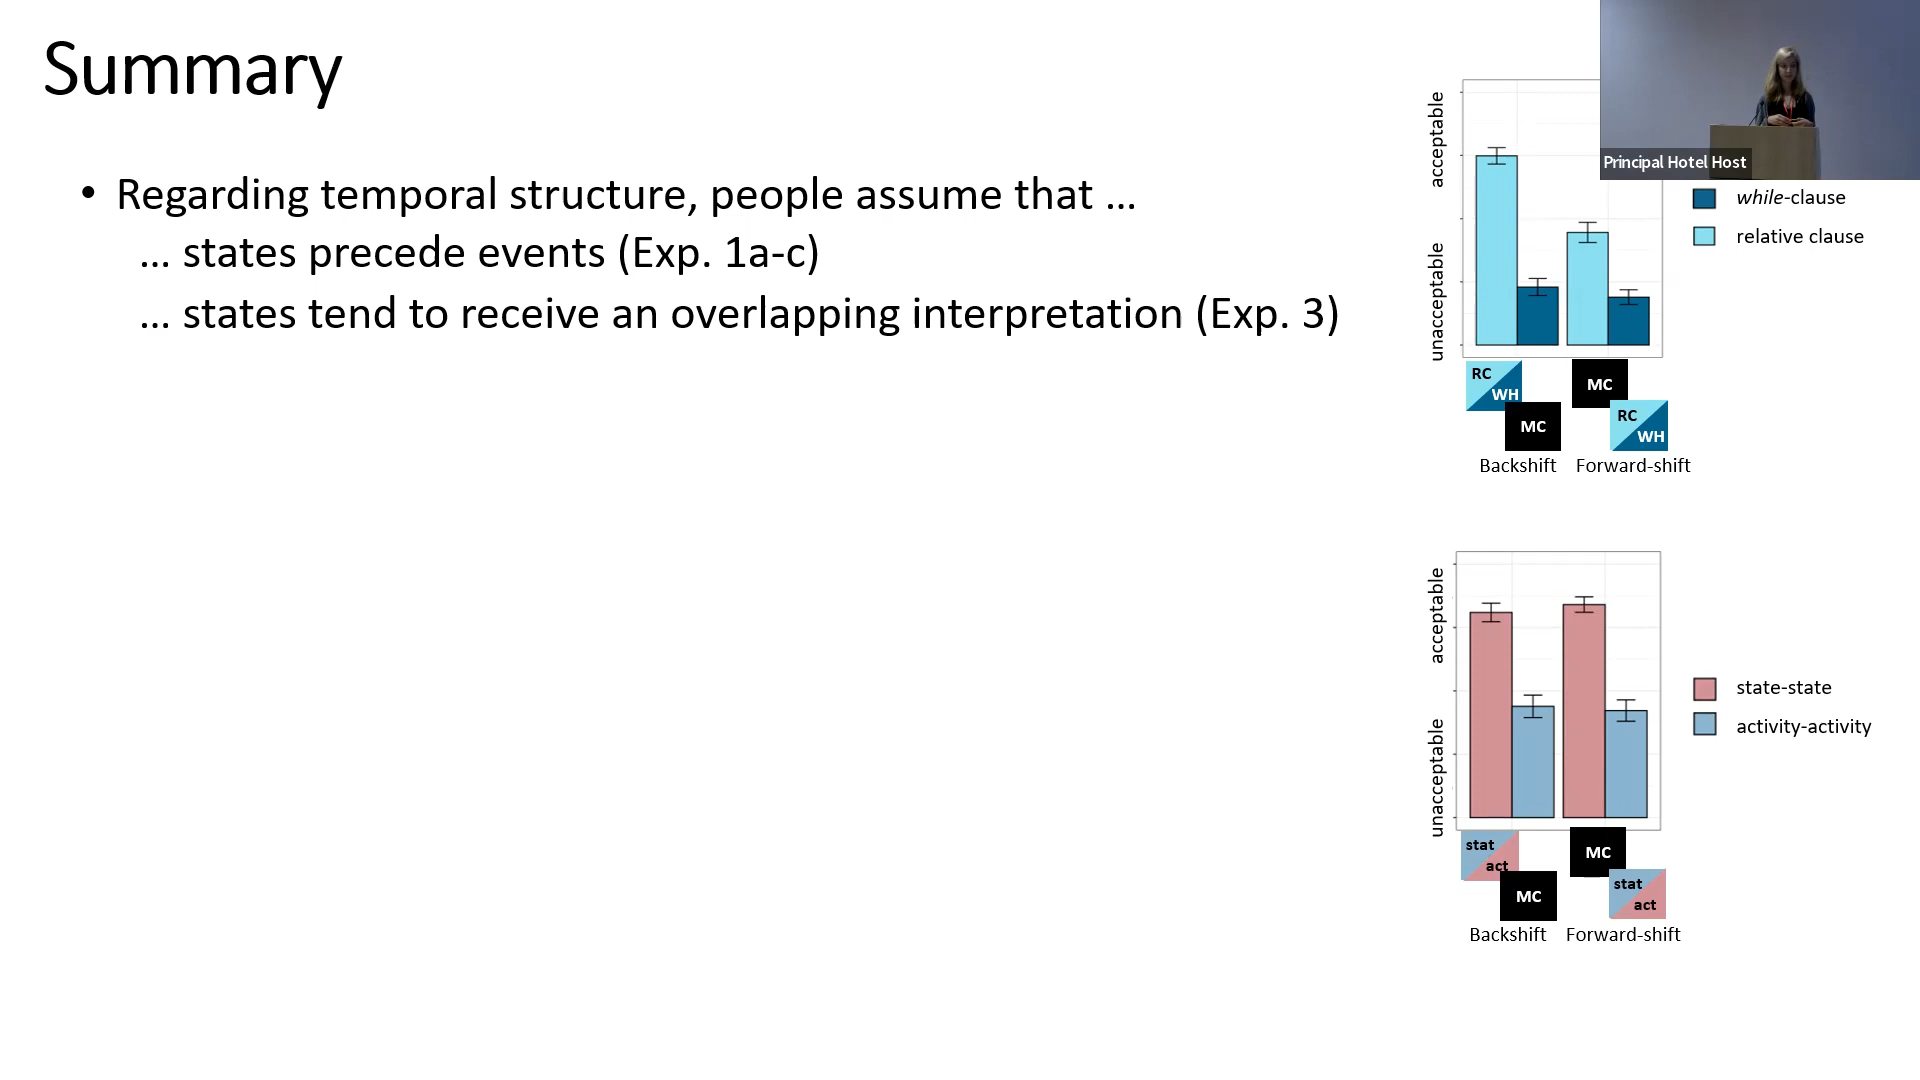 Summary
• Regarding temporal structure, people assume that …
… states precede events (Exp. 1a-c)
… states tend to receive an overlapping interpretation (Exp. 3)
Principal Hotel Host
acceptable
unacceptable
while-clause
relative clause
RC
WH
MC
MC
RC
WH
Backshift
Forward-shift
acceptable
unacceptable
state-state
activity-activity
stat
act
MC
MC
stat
act
Backshift
Forward-shift